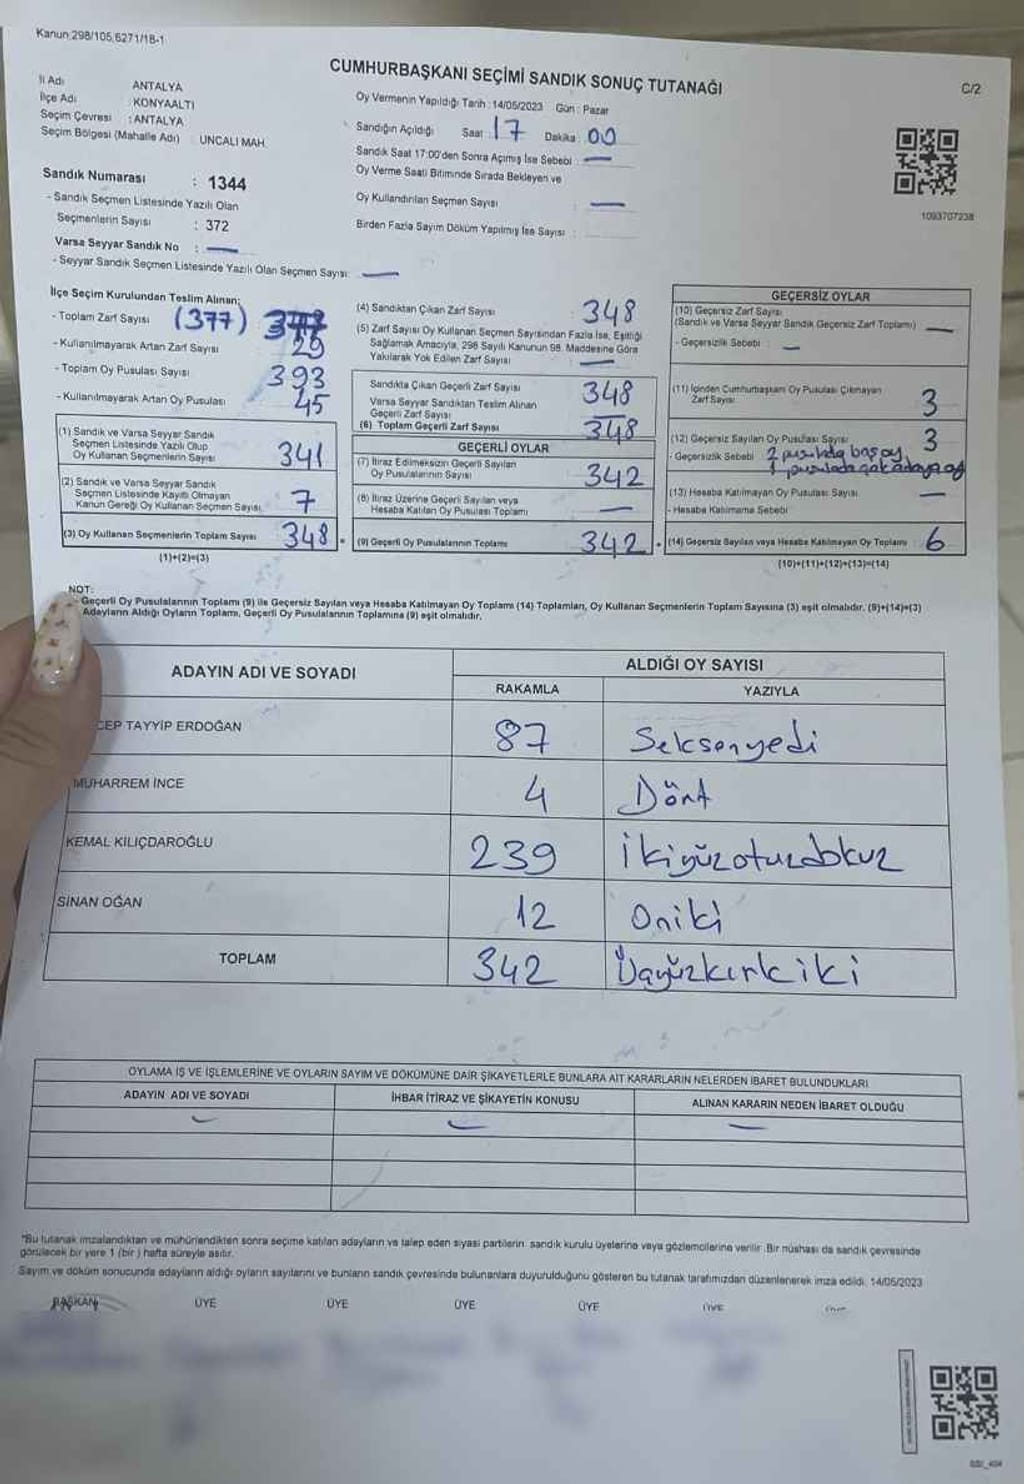 Kanun 298/105,6271/18-1
CUMHURBAŞKANI SEÇİMİ SANDIK SONUÇ TUTANAĞI
C/2
İl Adı ANTALYA
İlçe Adı : KONYAALTI
Seçim Çevresi : ANTALYA
Seçim Bölgesi (Mahalle Adı) UNCALI MAH.
Oy Vermenin Yapıldığı Tarih : 14/05/2023 Gün : Pazar
Sandığın Açıldığı Saat 17 Dakika : 00
Sandık Saat 17:00'den Sonra Açımış İse Sebebi : —
Oy Verme Saati Bitiminde Sırada Bekleyen ve
Oy Kullandırılan Seçmen Sayısı : —
Birden Fazla Sayım Döküm Yapılmış İse Sayısı :
1093707238
Sandık Numarası : 1344
- Sandık Seçmen Listesinde Yazılı Olan
Seçmenlerin Sayısı : 372
Varsa Seyyar Sandık No : —
- Seyyar Sandık Seçmen Listesinde Yazılı Olan Seçmen Sayısı: —
İlçe Seçim Kurulundan Teslim Alınan;
- Toplam Zarf Sayısı (377)
- Kullanılmayarak Artan Zarf Sayısı 29
- Toplam Oy Pusulası Sayısı 393
- Kullanılmayarak Artan Oy Pusulası 45
(1) Sandık ve Varsa Seyyar Sandık
Seçmen Listesinde Yazılı Olup
Oy Kullanan Seçmenlerin Sayısı 341
(2) Sandık ve Varsa Seyyar Sandık
Seçmen Listesinde Kayıtlı Olmayan
Kanun Gereği Oy Kullanan Seçmen Sayısı 7
(3) Oy Kullanan Seçmenlerin Toplam Sayısı 348
(1)+(2)=(3)
(4) Sandıktan Çıkan Zarf Sayısı 348
(5) Zarf Sayısı Oy Kullanan Seçmen Sayısından Fazla İse, Eşitliği
Sağlamak Amacıyla, 298 Sayılı Kanunun 98. Maddesine Göre
Yakılarak Yok Edilen Zarf Sayısı —
Sandıkta Çıkan Geçerli Zarf Sayısı 348
Varsa Seyyar Sandıktan Teslim Alınan
Geçerli Zarf Sayısı —
(6) Toplam Geçerli Zarf Sayısı 348
GEÇERLİ OYLAR
(7) İtiraz Edilmeksizin Geçerli Sayılan
Oy Pusulasının Sayısı 342
(8) İtiraz Üzerine Geçerli Sayılan veya
Hesaba Katılan Oy Pusulası Toplamı —
(9) Geçerli Oy Pusulalarının Toplamı 342
GEÇERSİZ OYLAR
(10) Geçersiz Zarf Sayısı
(Sandık ve Varsa Seyyar Sandık Geçersiz Zarf Toplamı) —
- Geçersizlik Sebebi : —
(11) İçinden Cumhurbaşkanı Oy Pusulası Çıkmayan
Zarf Sayısı 3
(12) Geçersiz Sayılan Oy Pusulası Sayısı 3
- Geçersizlik Sebebi 2 pusulada boş oy
1 pusulada çok adaya oy
(13) Hesaba Katılmayan Oy Pusulası Sayısı —
- Hesaba Katılmama Sebebi
(14) Geçersiz Sayılan veya Hesaba Katılmayan Oy Toplamı 6
(10)+(11)+(12)+(13)=(14)
NOT:
- Geçerli Oy Pusulalarının Toplamı (9) ile Geçersiz Sayılan veya Hesaba Katılmayan Oy Toplamı (14) Toplamları, Oy Kullanan Seçmenlerin Toplam Sayısına (3) eşit olmalıdır. (9)+(14)=(3)
Adayların Aldığı Oyların Toplamı, Geçerli Oy Pusulalarının Toplamına (9) eşit olmalıdır.
ADAYIN ADI VE SOYADI ALDIĞI OY SAYISI
RAKAMLA YAZIYLA
CEP TAYYİP ERDOĞAN 87 Seksenyedi
MUHARREM İNCE 4 Dört
KEMAL KILIÇDAROĞLU 239 İkiyüzotuzdokuz
SİNAN OĞAN 12 Oniki
TOPLAM 342 Üçyüzkırkiki
OYLAMA İŞ VE İŞLEMLERİNE VE OYLARIN SAYIM VE DÖKÜMÜNE DAİR ŞİKAYETLERLE BUNLARA AİT KARARLARIN NELERDEN İBARET BULUNDUKLARI
ADAYIN ADI VE SOYADI İHBAR İTİRAZ VE ŞİKAYETİN KONUSU ALINAN KARARIN NEDEN İBARET OLDUĞU
— — —
"Bu tutanak imzalandıktan ve mühürlendikten sonra seçime katılan adayların ve talep eden siyasi partilerin sandık kurulu üyelerine veya gözlemcilerine verilir. Bir nüshası da sandık çevresinde
görülecek bir yere 1 (bir) hafta süreyle asılır.
Sayım ve döküm sonucunda adayların aldığı oyların sayılarını ve bunların sandık çevresinde bulunanlara duyurulduğunu gösteren bu tutanak tarafımızdan düzenlenerek imza edildi. 14/05/2023
BAŞKAN ÜYE ÜYE ÜYE ÜYE ÜYE ÜYE